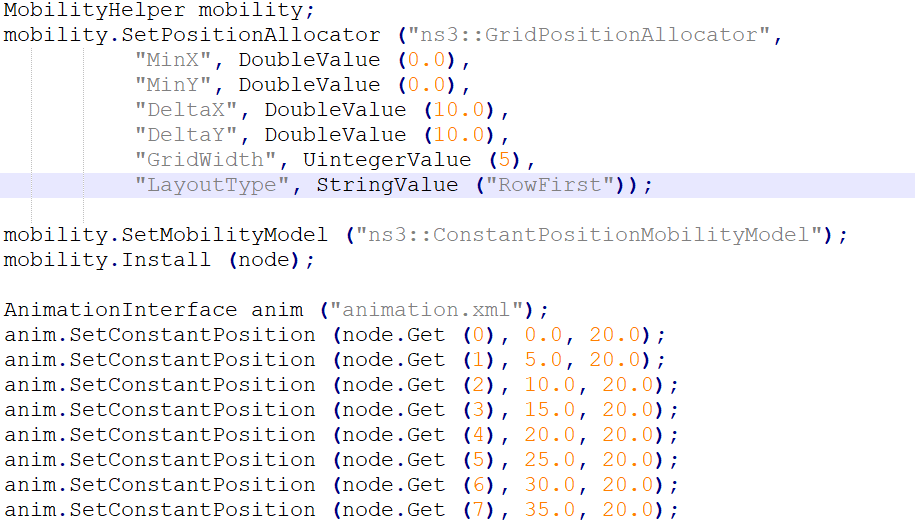 MobilityHelper mobility;
mobility.SetPositionAllocator ("ns3::GridPositionAllocator",
"MinX", DoubleValue (0.0),
"MinY", DoubleValue (0.0),
"DeltaX", DoubleValue (10.0),
"DeltaY", DoubleValue (10.0),
"GridWidth", UintegerValue (5),
"LayoutType", StringValue ("RowFirst"));
mobility.SetMobilityModel ("ns3::ConstantPositionMobilityModel");
mobility.Install (node);
AnimationInterface anim ("animation.xml");
anim.SetConstantPosition (node.Get (0), 0.0, 20.0);
anim.SetConstantPosition (node.Get (1), 5.0, 20.0);
anim.SetConstantPosition (node.Get (2), 10.0, 20.0);
anim.SetConstantPosition (node.Get (3), 15.0, 20.0);
anim.SetConstantPosition (node.Get (4), 20.0, 20.0);
anim.SetConstantPosition (node.Get (5), 25.0, 20.0);
anim.SetConstantPosition (node.Get (6), 30.0, 20.0);
anim.SetConstantPosition (node.Get (7), 35.0, 20.0);